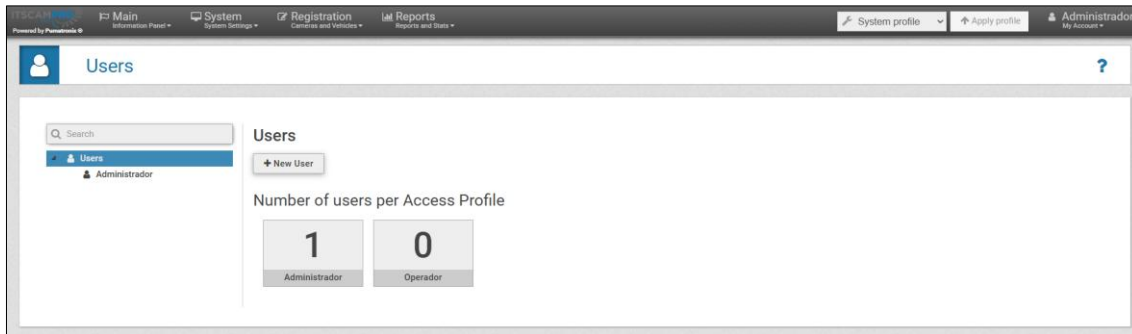 ITSCAMPRO
Powered by Pumatronix ©
Main
Information Panel
System
System Settings
Registration
Cameras and Vehicles
Reports
Reports and Stats
System profile
Apply profile
Administrador
My Account
Users
?
Search
Users
Administrador
Users
+ New User
Number of users per Access Profile
1
0
Administrador
Operador